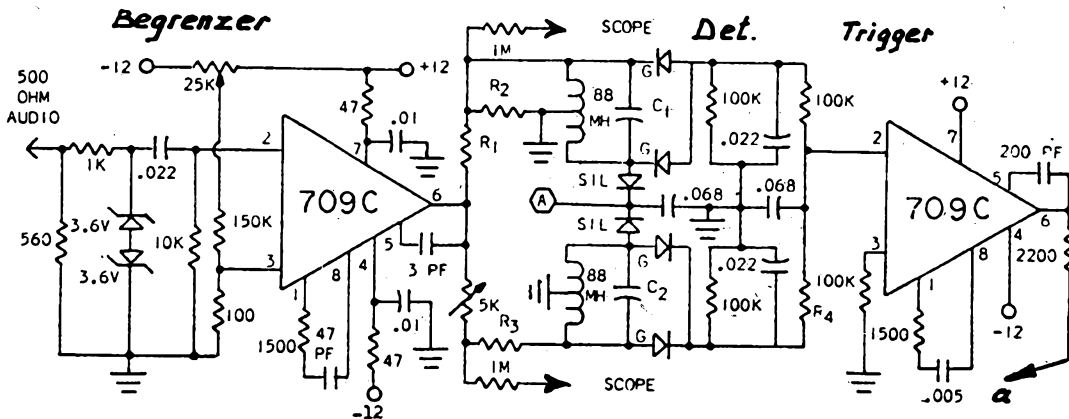 Begrenzer
Det.
Trigger
SCOPE
1M
-12
+12
25K
500
OHM
AUDIO
47
.01
R2
88
MH
C1
G
100K
.022
100K
+12
1K
.022
2
7
R1
G
2
7
200 PF
5
709C
6
SIL
A
.068
.068
709C
6
560
3.6V
3.6V
10K
150K
3
5
4
8
1
3 PF
SIL
G
.022
3
4
8
1
2200
100
5K
88
MH
C2
100K
R4
100K
1500
47
PF
.01
47
R3
G
1500
-12
-12
1M
SCOPE
.005
a